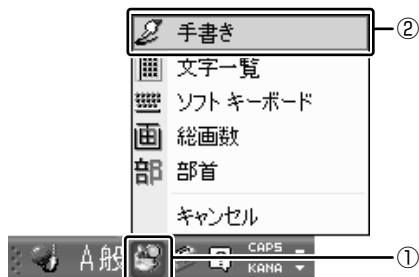 手書き ②
文字一覧
ソフト キーボード
総画数
部首
キャンセル
A 般 CAPS KANA ①